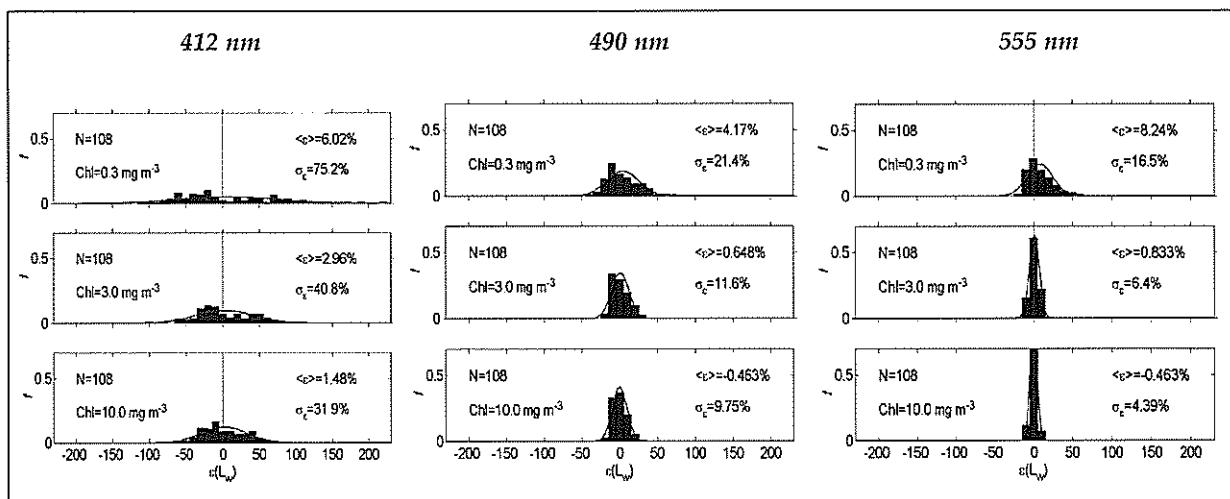 412 nm
490 nm
555 nm
0.5
f
0
N=108
Chl=0.3 mg m⁻³
<ε>=6.02%
σε=75.2%
0.5
f
0
N=108
Chl=3.0 mg m⁻³
<ε>=2.96%
σε=40.8%
0.5
f
0
N=108
Chl=10.0 mg m⁻³
<ε>=1.48%
σε=31.9%
-200 -150 -100 -50 0 50 100 150 200
ε(Lw)
0.5
f
0
N=108
Chl=0.3 mg m⁻³
<ε>=4.17%
σε=21.4%
0.5
f
0
N=108
Chl=3.0 mg m⁻³
<ε>=0.648%
σε=11.6%
0.5
f
0
N=108
Chl=10.0 mg m⁻³
<ε>=-0.463%
σε=9.75%
-200 -150 -100 -50 0 50 100 150 200
ε(Lw)
0.5
f
0
N=108
Chl=0.3 mg m⁻³
<ε>=8.24%
σε=16.5%
0.5
f
0
N=108
Chl=3.0 mg m⁻³
<ε>=0.833%
σε=6.4%
0.5
f
0
N=108
Chl=10.0 mg m⁻³
<ε>=-0.463%
σε=4.39%
-200 -150 -100 -50 0 50 100 150 200
ε(Lw)